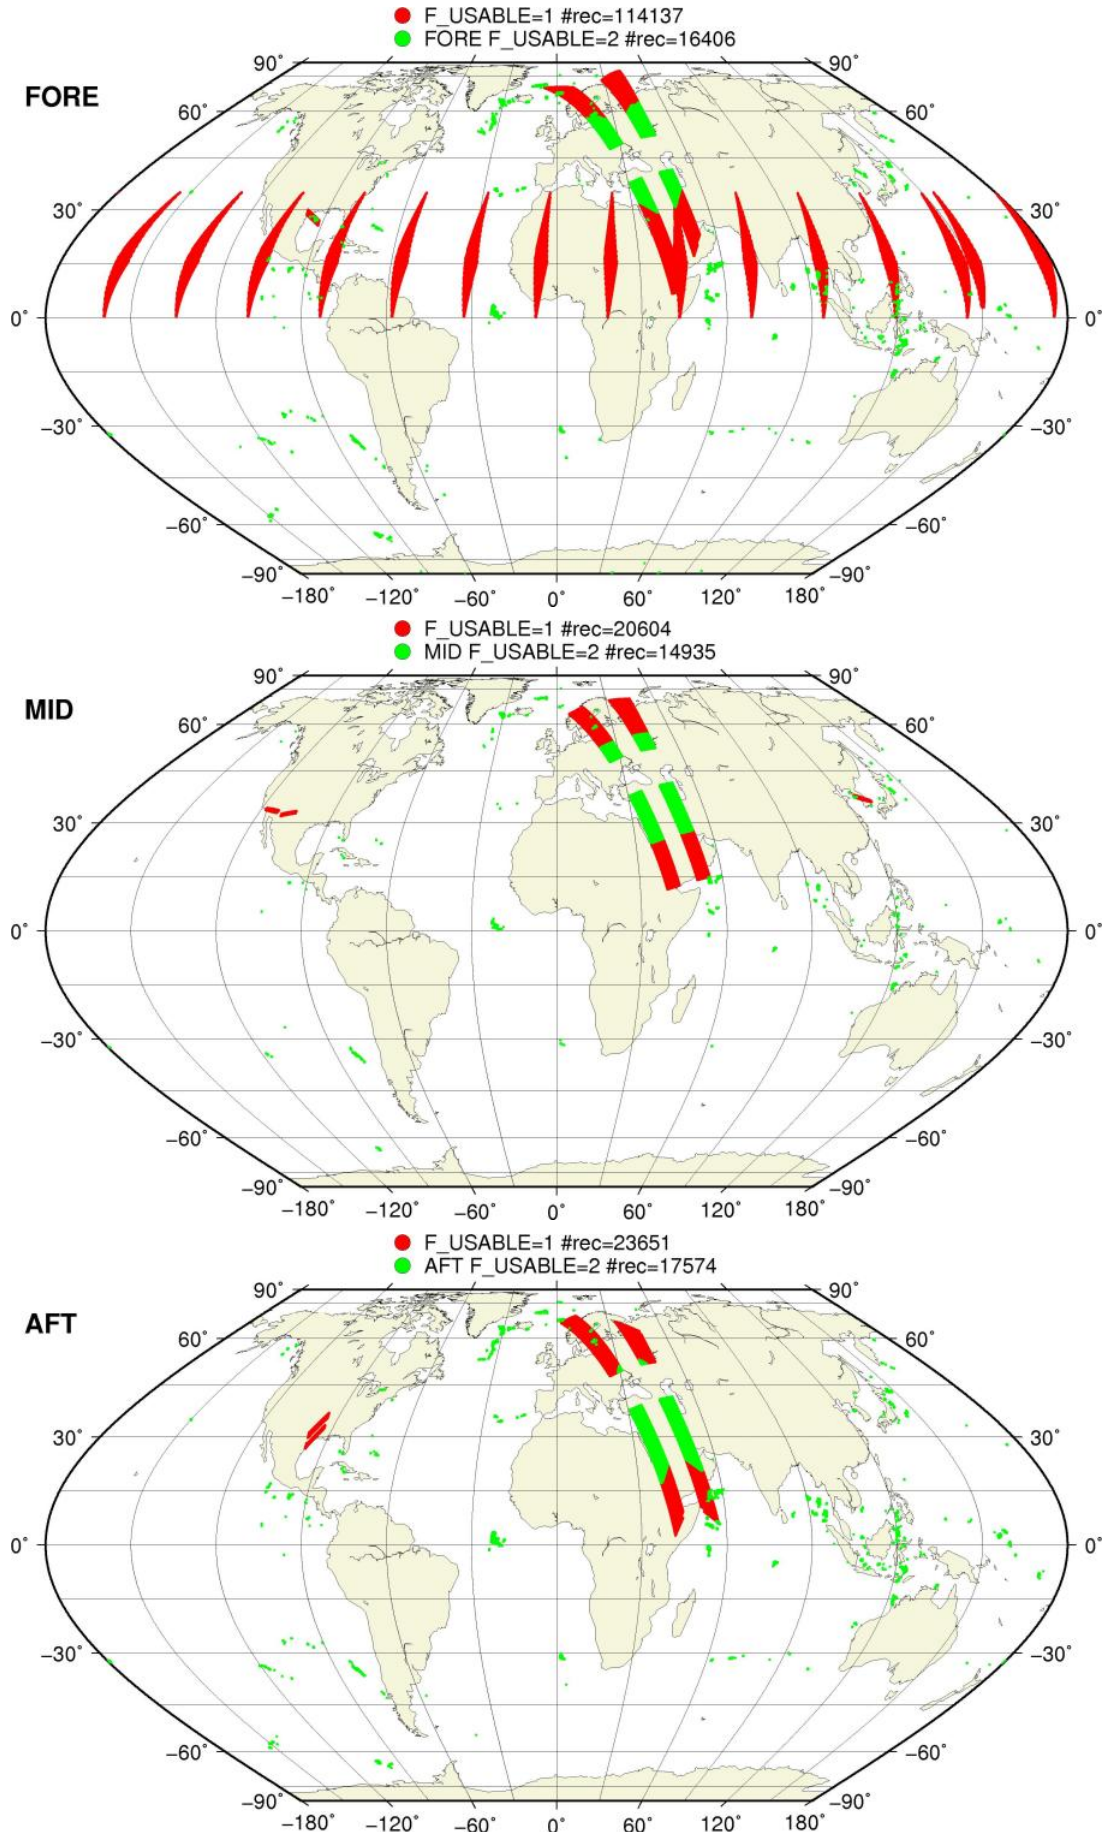 F_USABLE=1 #rec=114137
FORE F_USABLE=2 #rec=16406
FORE
90˚ 90˚
60˚ 60˚
30˚ 30˚
0˚ 0˚
−30˚ −30˚
−60˚ −60˚
−90˚ −90˚
−180˚ −120˚ −60˚ 0˚ 60˚ 120˚ 180˚
F_USABLE=1 #rec=20604
MID F_USABLE=2 #rec=14935
MID
90˚ 90˚
60˚ 60˚
30˚ 30˚
0˚ 0˚
−30˚ −30˚
−60˚ −60˚
−90˚ −90˚
−180˚ −120˚ −60˚ 0˚ 60˚ 120˚ 180˚
F_USABLE=1 #rec=23651
AFT F_USABLE=2 #rec=17574
AFT
90˚ 90˚
60˚ 60˚
30˚ 30˚
0˚ 0˚
−30˚ −30˚
−60˚ −60˚
−90˚ −90˚
−180˚ −120˚ −60˚ 0˚ 60˚ 120˚ 180˚